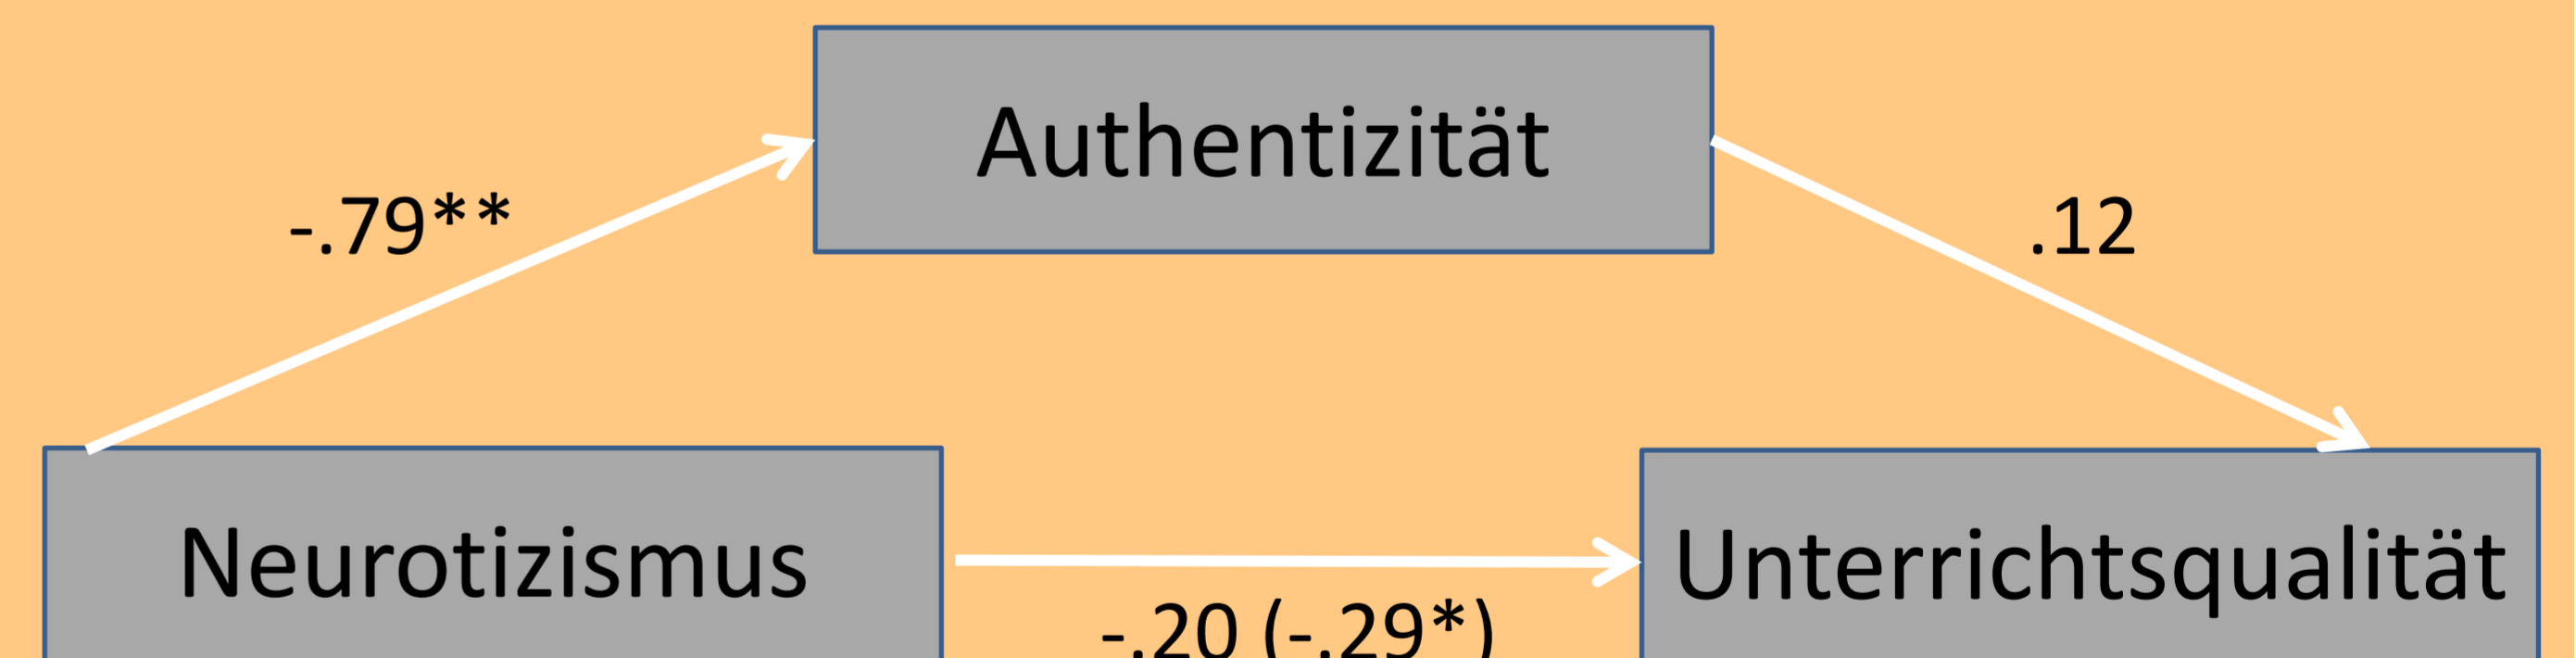 Authentizität
-.79**
.12
Neurotizismus
Unterrichtsqualität
-.20 (-.29*)